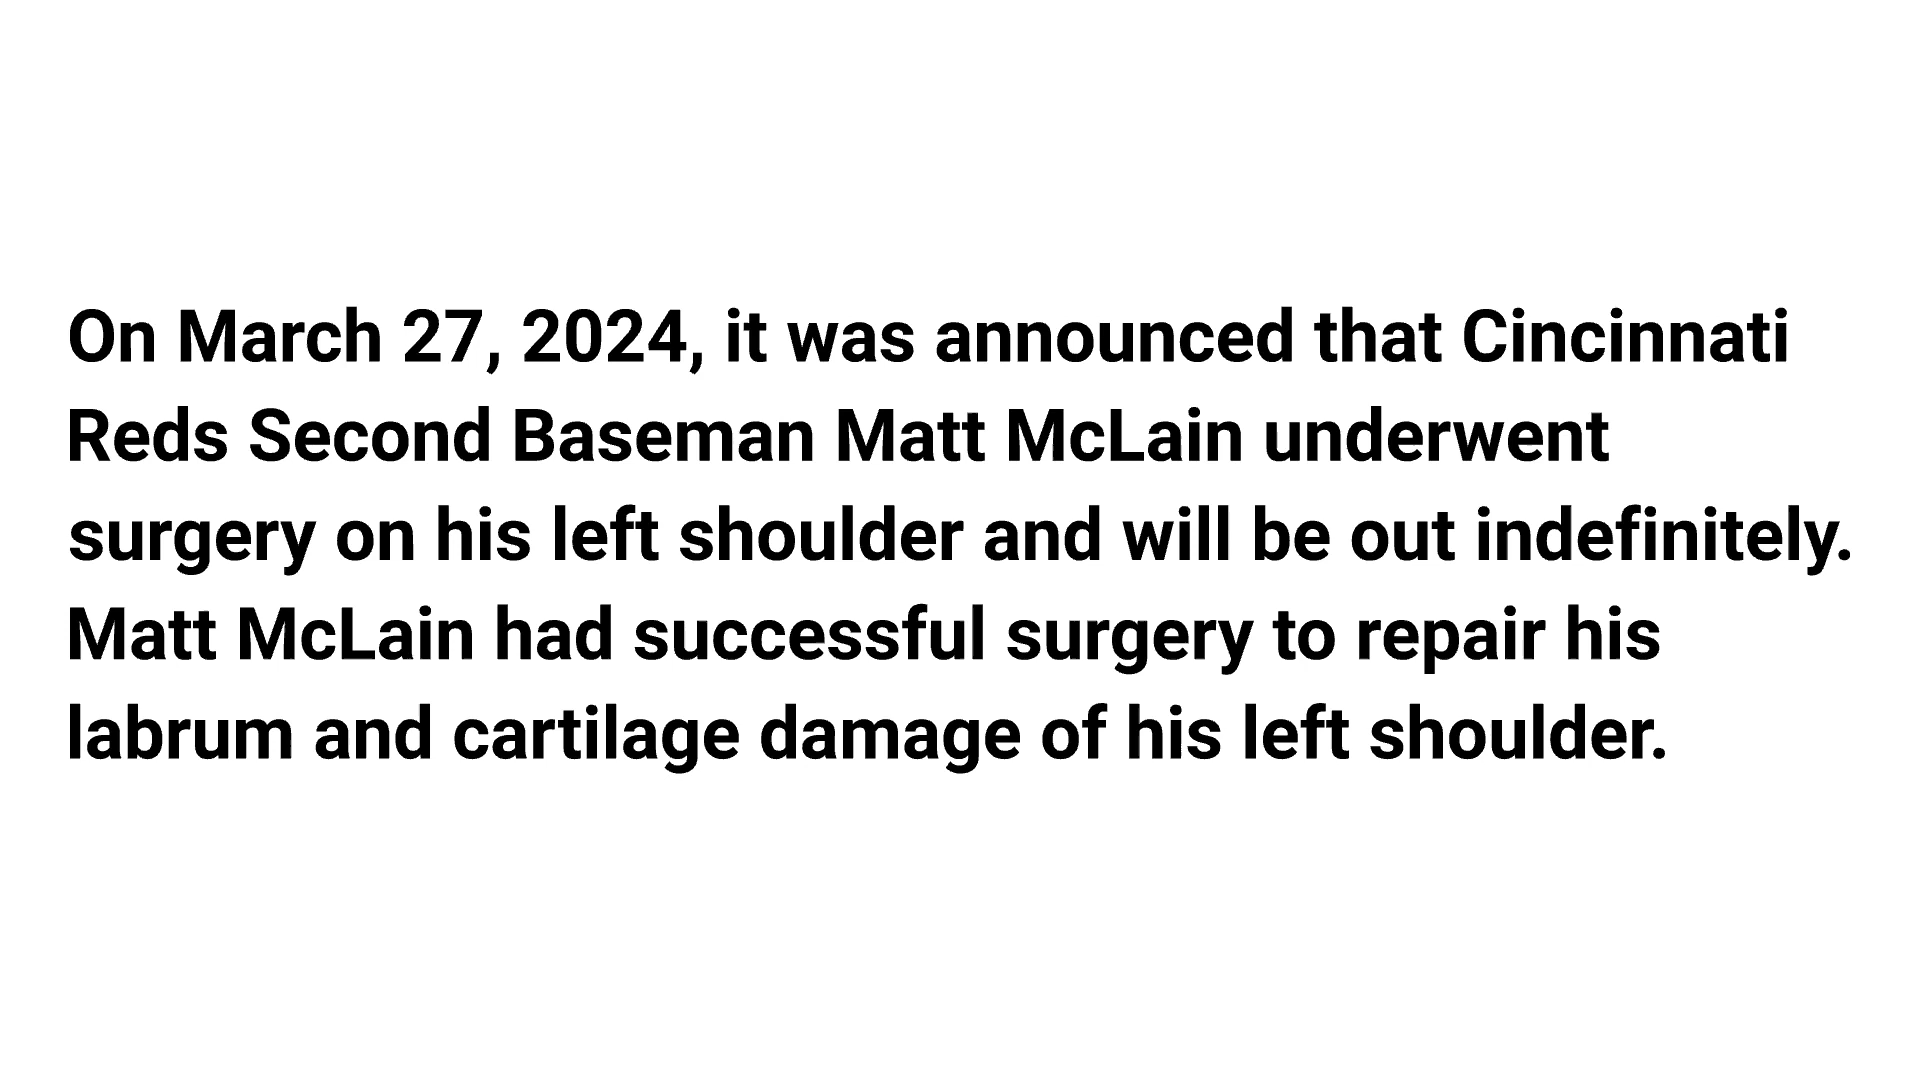 On March 27, 2024, it was announced that Cincinnati
Reds Second Baseman Matt McLain underwent
surgery on his left shoulder and will be out indefinitely.
Matt McLain had successful surgery to repair his
labrum and cartilage damage of his left shoulder.